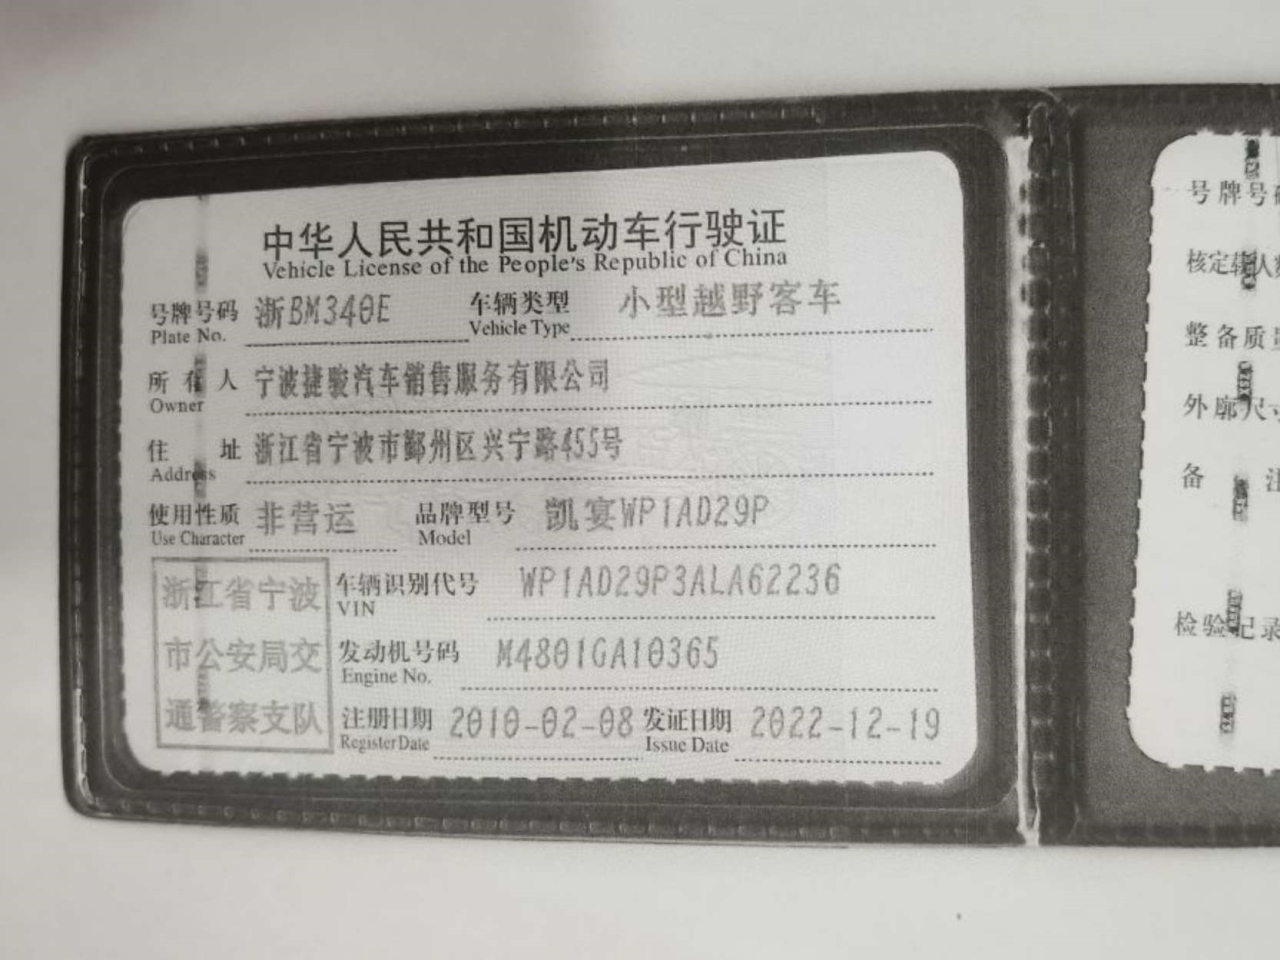 中华人民共和国机动车行驶证
Vehicle License of the People's Republic of China
号牌号码 浙BM340E 车辆类型 小型越野客车
Plate No. Vehicle Type
所有人 宁波捷骏汽车销售服务有限公司
Owner
住址 浙江省宁波市鄞州区兴宁路455号
Address
使用性质 非营运 品牌型号 凯宴WP1AD29P
Use Character Model
车辆识别代号 WP1AD29P3ALA62236
VIN
发动机号码 M4801GA10365
Engine No.
注册日期 2010-02-08 发证日期 2022-12-19
Register Date Issue Date
浙江省宁波
市公安局交
通警察支队
号牌号
核定载人
整备质
外廓尺
备
检验记录